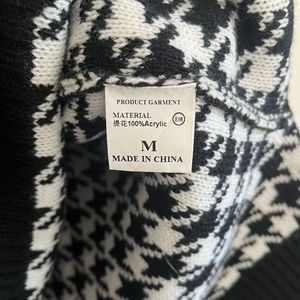 PRODUCT GARMENT
MATERIAL
提花100%Acrylic
M
MADE IN CHINA